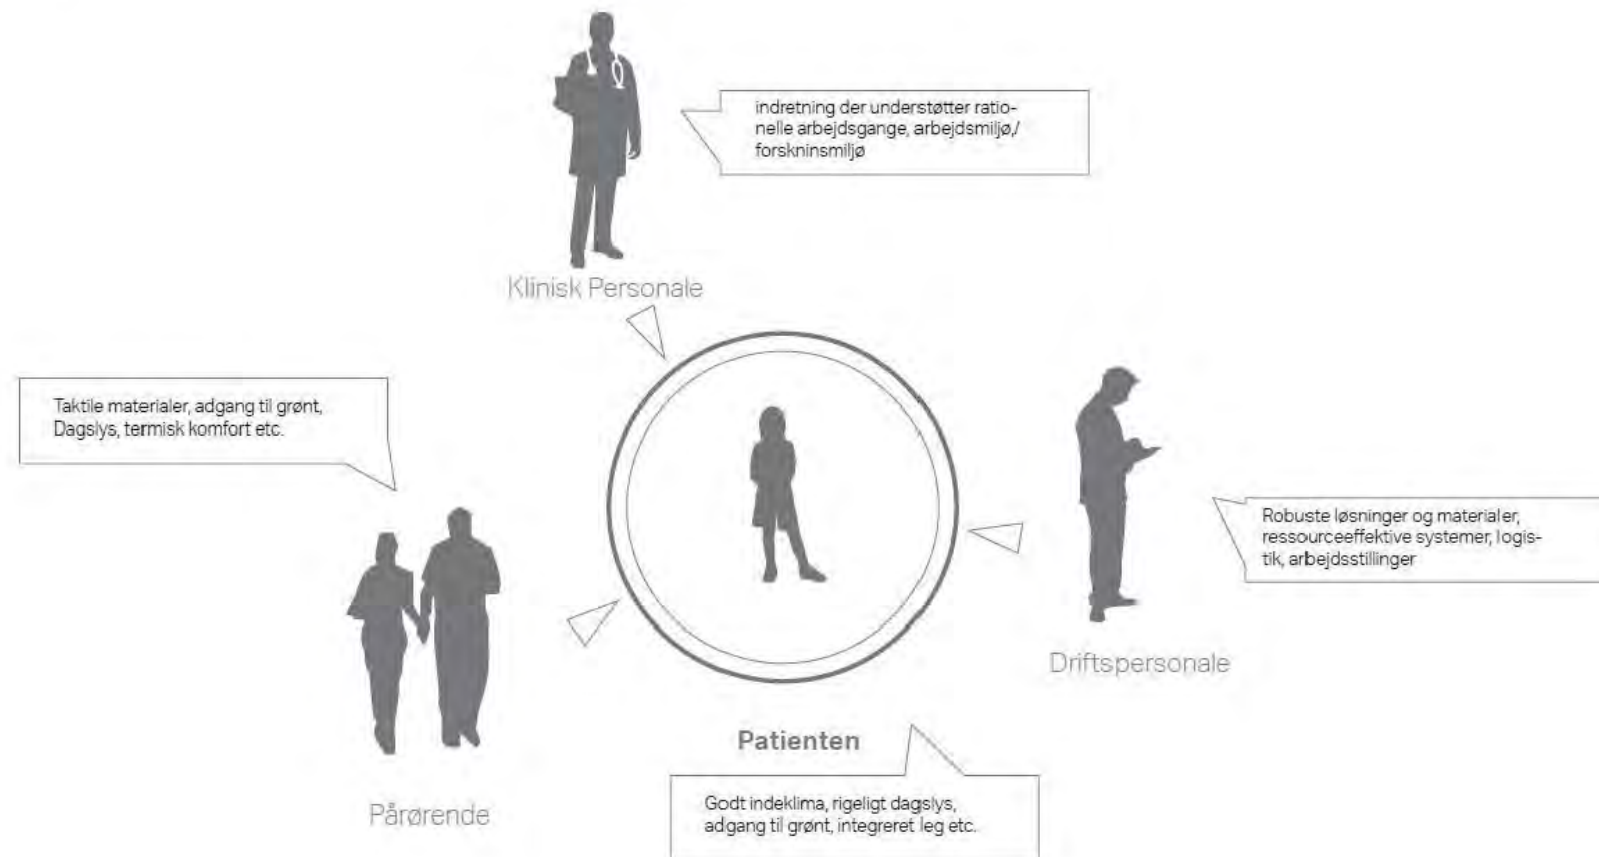 indretning der understøtter ratio-
nelle arbejdsgange, arbejdsmiljø,/
forskninsmiljø
Klinisk Personale
Taktile materialer, adgang til grønt,
Dagslys, termisk komfort etc.
Robuste løsninger og materialer,
ressourceeffektive systemer, logis-
tik, arbejdsstillinger
Driftspersonale
Patienten
Godt indeklima, rigeligt dagslys,
adgang til grønt, integreret leg etc.
Pårørende